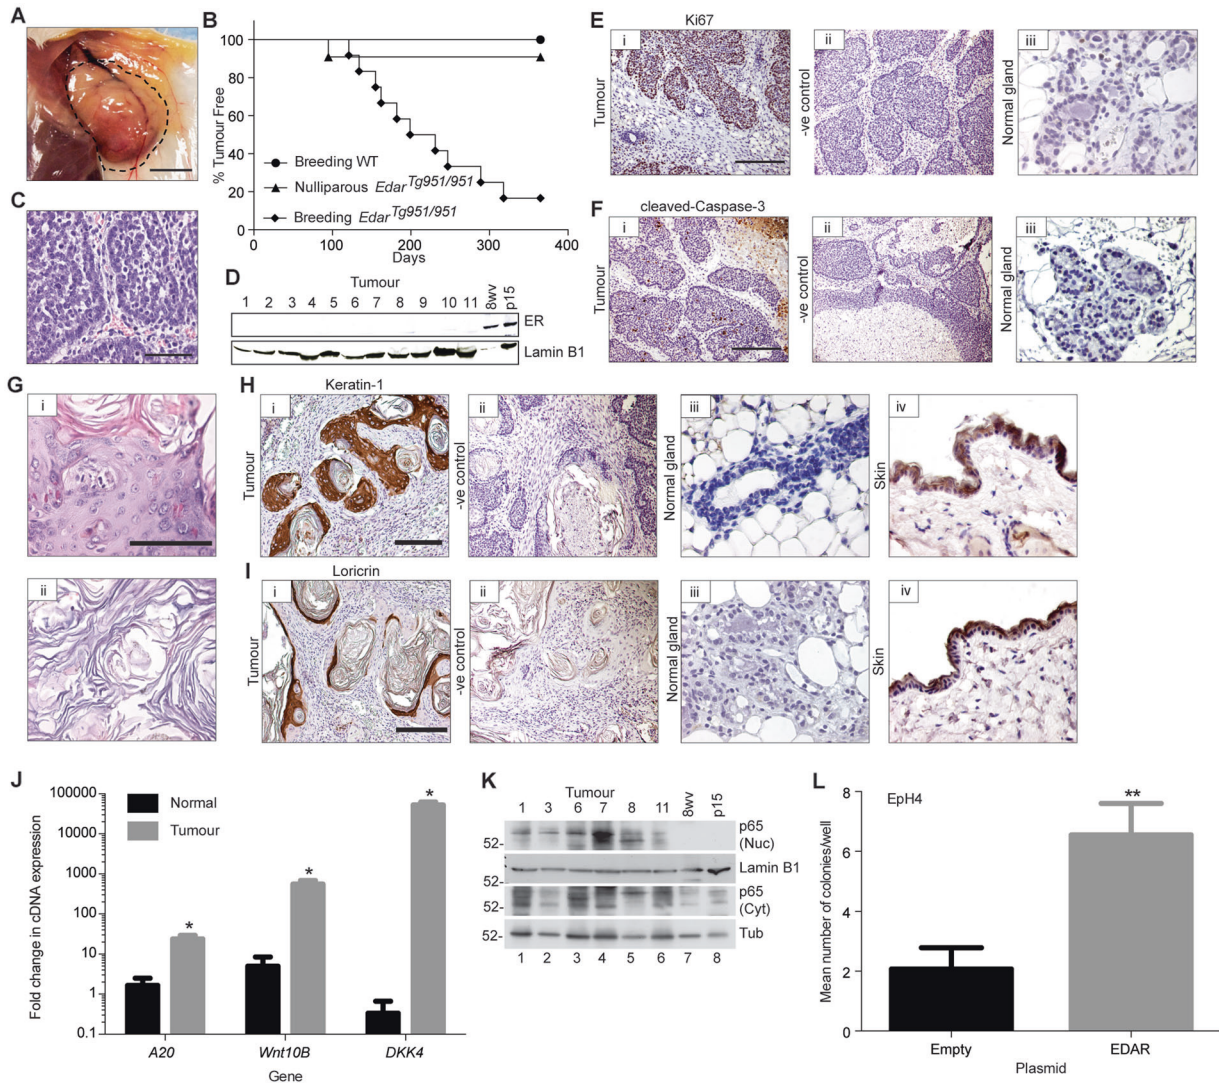 A
B
100
80
60
40
20
0
% Tumour Free
Breeding WT
Nulliparous Edar Tg951/951
Breeding Edar Tg951/951
0 100 200 300 400
Days
C
D
Tumour
1 2 3 4 5 6 7 8 9 10 11 8wv p15
ER
Lamin B1
E
Ki67
i
Tumour
ii
-ve control
iii
Normal gland
F
cleaved-Caspase-3
i
Tumour
ii
-ve control
iii
Normal gland
G
i
ii
H
Keratin-1
i
Tumour
ii
-ve control
iii
Normal gland
iv
Skin
I
Loricrin
i
Tumour
ii
-ve control
iii
Normal gland
iv
Skin
J
100000
10000
1000
100
10
1
0.1
Fold change in cDNA expression
Normal
Tumour
*
*
*
A20 Wnt10B DKK4
Gene
K
Tumour
1 3 6 7 8 11 8wv p15
52-
p65
(Nuc)
52-
Lamin B1
52-
p65
(Cyt)
52-
Tub
1 2 3 4 5 6 7 8
L
EpH4
8
6
4
2
0
Mean number of colonies/well
**
Empty EDAR
Plasmid